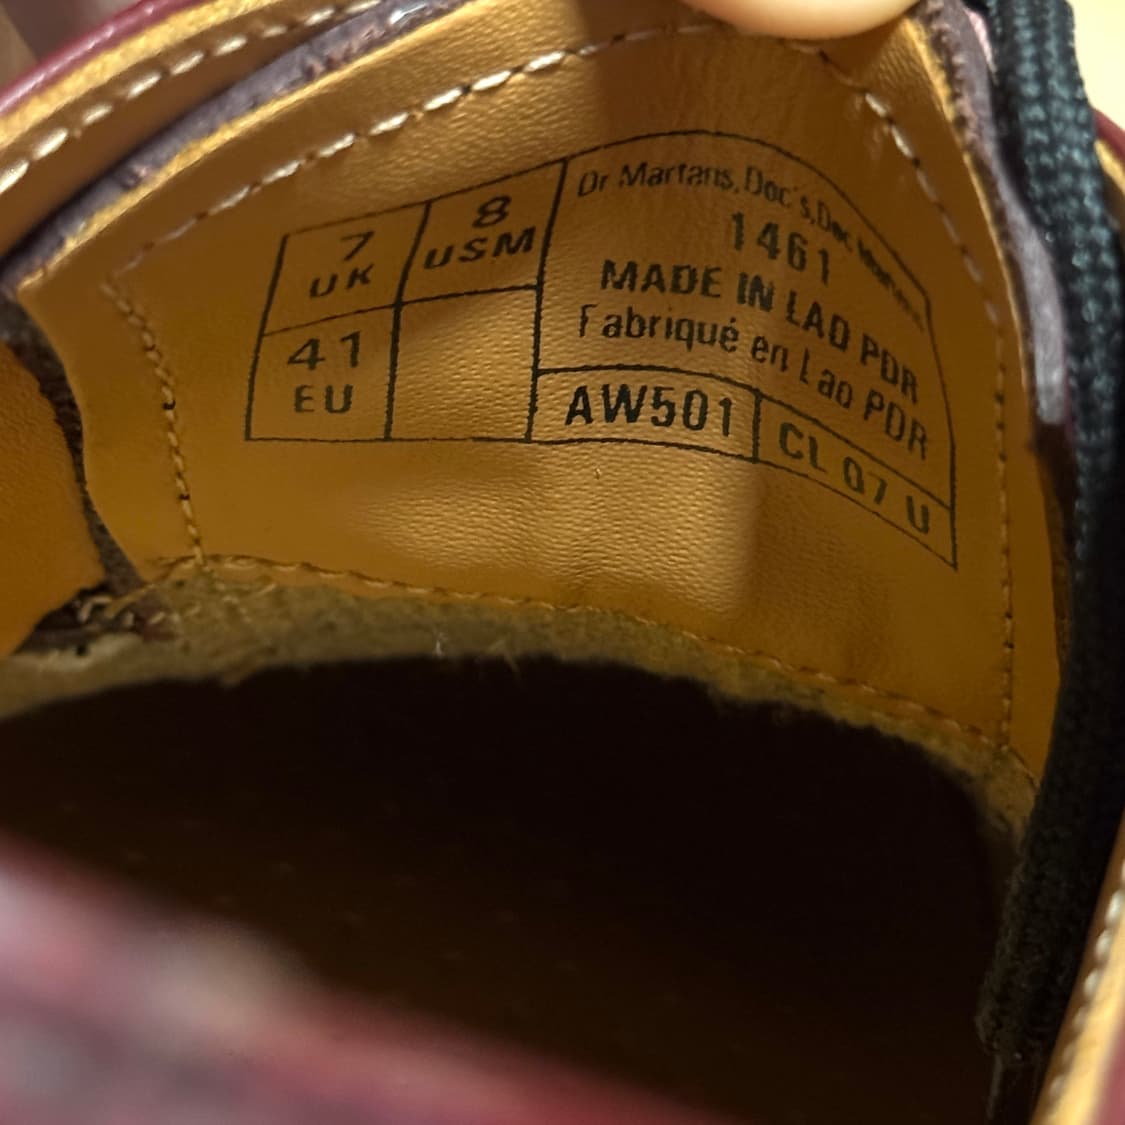 7
UK
8
USM
41
EU
Dr Martens, Doc's, Doc Martens
1461
MADE IN LAO PDR
Fabriqué en Lao PDR
AW501
CL 07 U